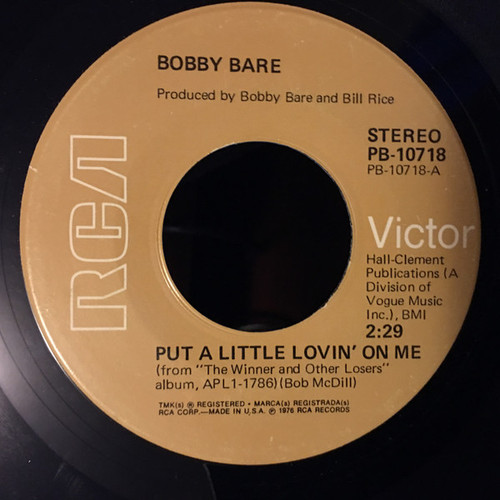 BOBBY BARE
Produced by Bobby Bare and Bill Rice
STEREO
PB-10718
PB-10718-A
RCA
Victor
Hall-Clement
Publications (A
Division of
Vogue Music
Inc.), BMI
2:29
PUT A LITTLE LOVIN' ON ME
(from "The Winner and Other Losers"
album, APL1-1786) (Bob McDill)
TMK(s) ® REGISTERED • MARCA(s) REGISTRADA(s)
RCA CORP.—MADE IN U.S.A. ℗ 1976 RCA RECORDS